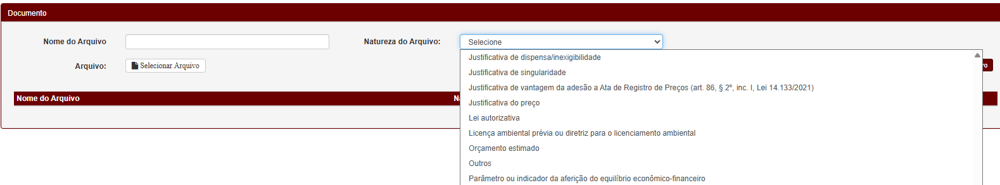 Documento
Nome do Arquivo
Natureza do Arquivo:
Selecione
Arquivo:
Selecionar Arquivo
Justificativa de dispensa/inexigibilidade
Justificativa de singularidade
Justificativa de vantagem da adesão a Ata de Registro de Preços (art. 86, § 2º, inc. I, Lei 14.133/2021)
Justificativa do preço
Lei autorizativa
Licença ambiental prévia ou diretriz para o licenciamento ambiental
Orçamento estimado
Outros
Parâmetro ou indicador da aferição do equilíbrio econômico-financeiro
Nome do Arquivo